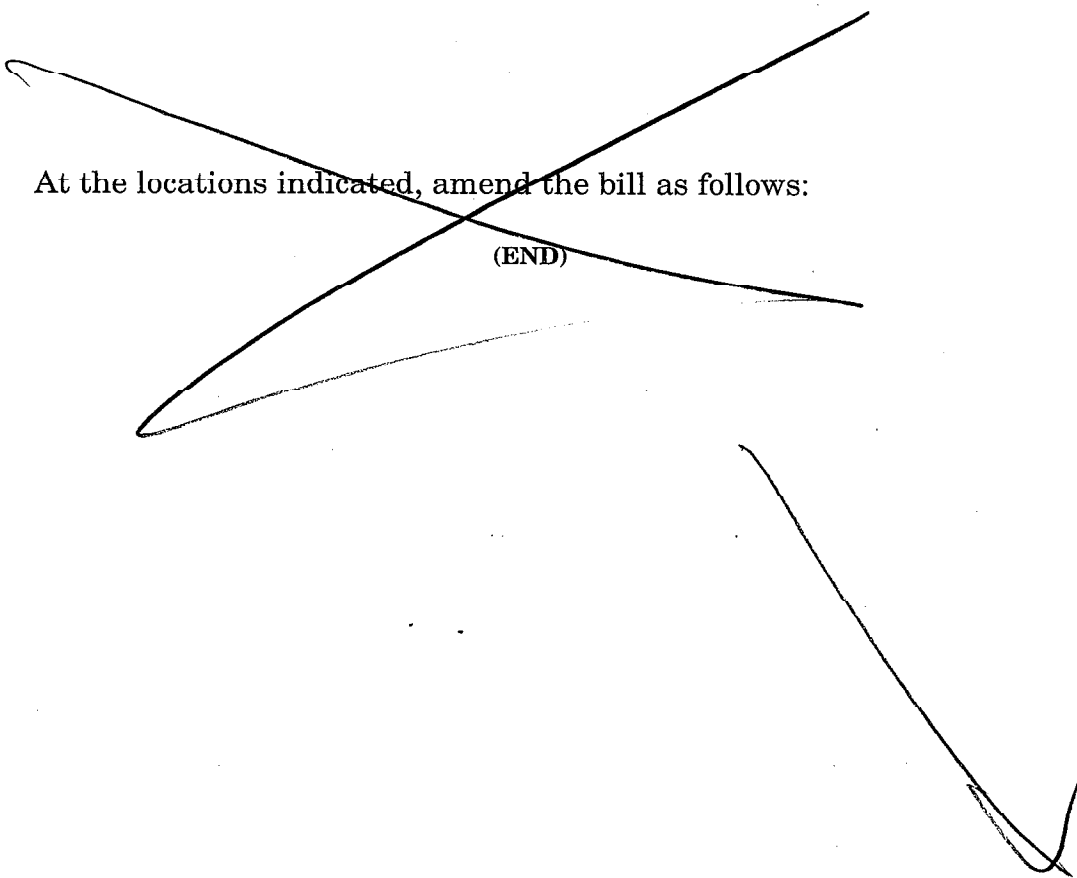 At the locations indicated, amend the bill as follows:
(END)